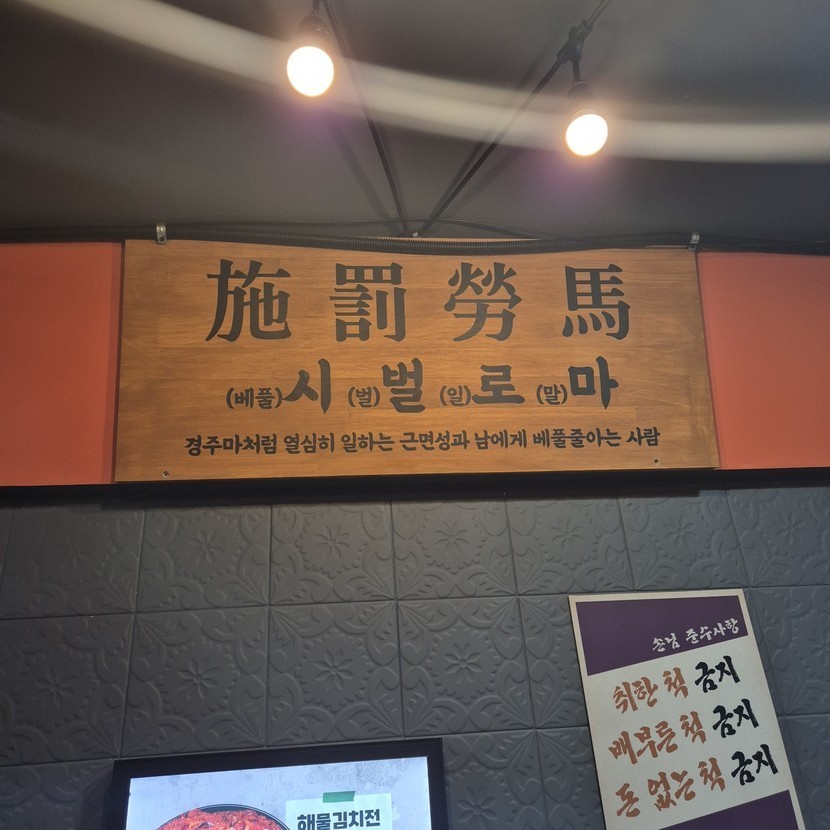 施罰勞馬
(베풀)시 (벌)벌 (일)로 (말)마
경주마처럼 열심히 일하는 근면성과 남에게 베풀줄아는 사람
손님 준수사항
취한 척 금지
배부른 척 금지
돈 없는 척 금지
해물김치전